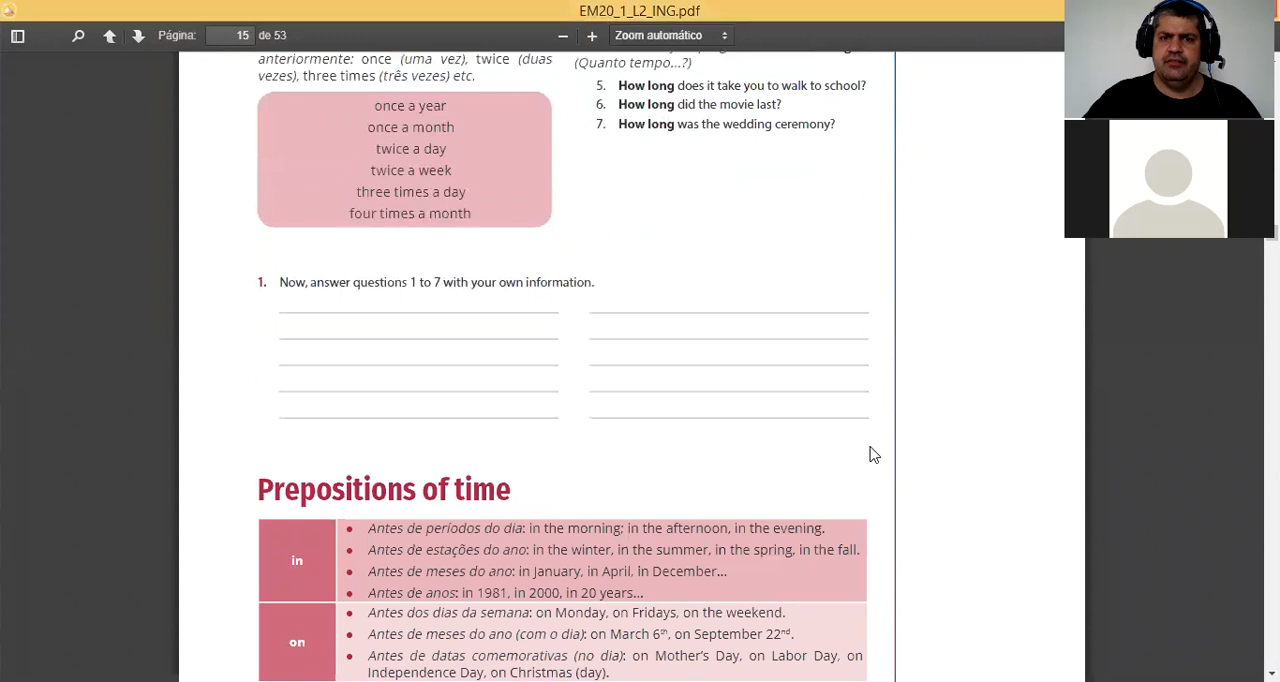 EM20_1_L2_ING.pdf
Página: 15 de 53
Zoom automático
anteriormente: once (uma vez), twice (duas
vezes), three times (três vezes) etc.
once a year
once a month
twice a day
twice a week
three times a day
four times a month
(Quanto tempo...?)
5. How long does it take you to walk to school?
6. How long did the movie last?
7. How long was the wedding ceremony?
1. Now, answer questions 1 to 7 with your own information.
Prepositions of time
in
• Antes de períodos do dia: in the morning; in the afternoon, in the evening.
• Antes de estações do ano: in the winter, in the summer, in the spring, in the fall.
• Antes de meses do ano: in January, in April, in December...
• Antes de anos: in 1981, in 2000, in 20 years...
on
• Antes dos dias da semana: on Monday, on Fridays, on the weekend.
• Antes de meses do ano (com o dia): on March 6th, on September 22nd.
• Antes de datas comemorativas (no dia): on Mother's Day, on Labor Day, on
Independence Day, on Christmas (day).